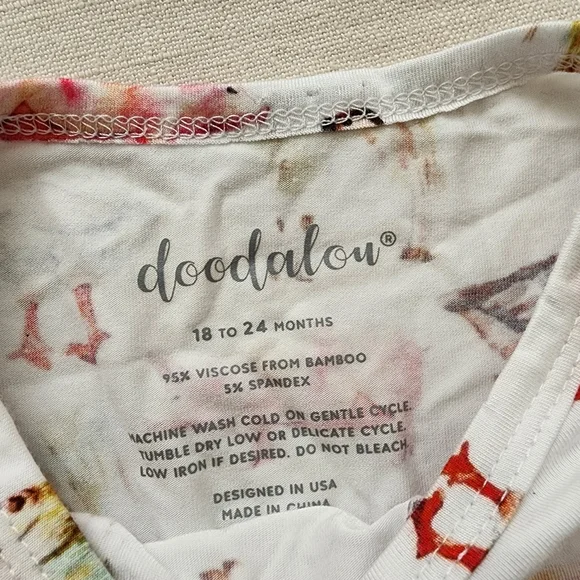 doodalou®
18 TO 24 MONTHS
95% VISCOSE FROM BAMBOO
5% SPANDEX
MACHINE WASH COLD ON GENTLE CYCLE.
TUMBLE DRY LOW OR DELICATE CYCLE.
LOW IRON IF DESIRED. DO NOT BLEACH.
DESIGNED IN USA
MADE IN CHINA